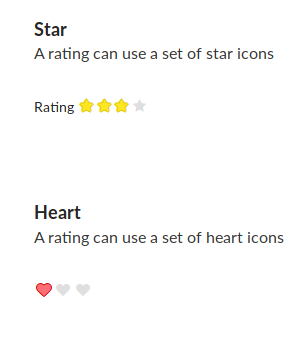 Star
A rating can use a set of star icons
Rating
Heart
A rating can use a set of heart icons